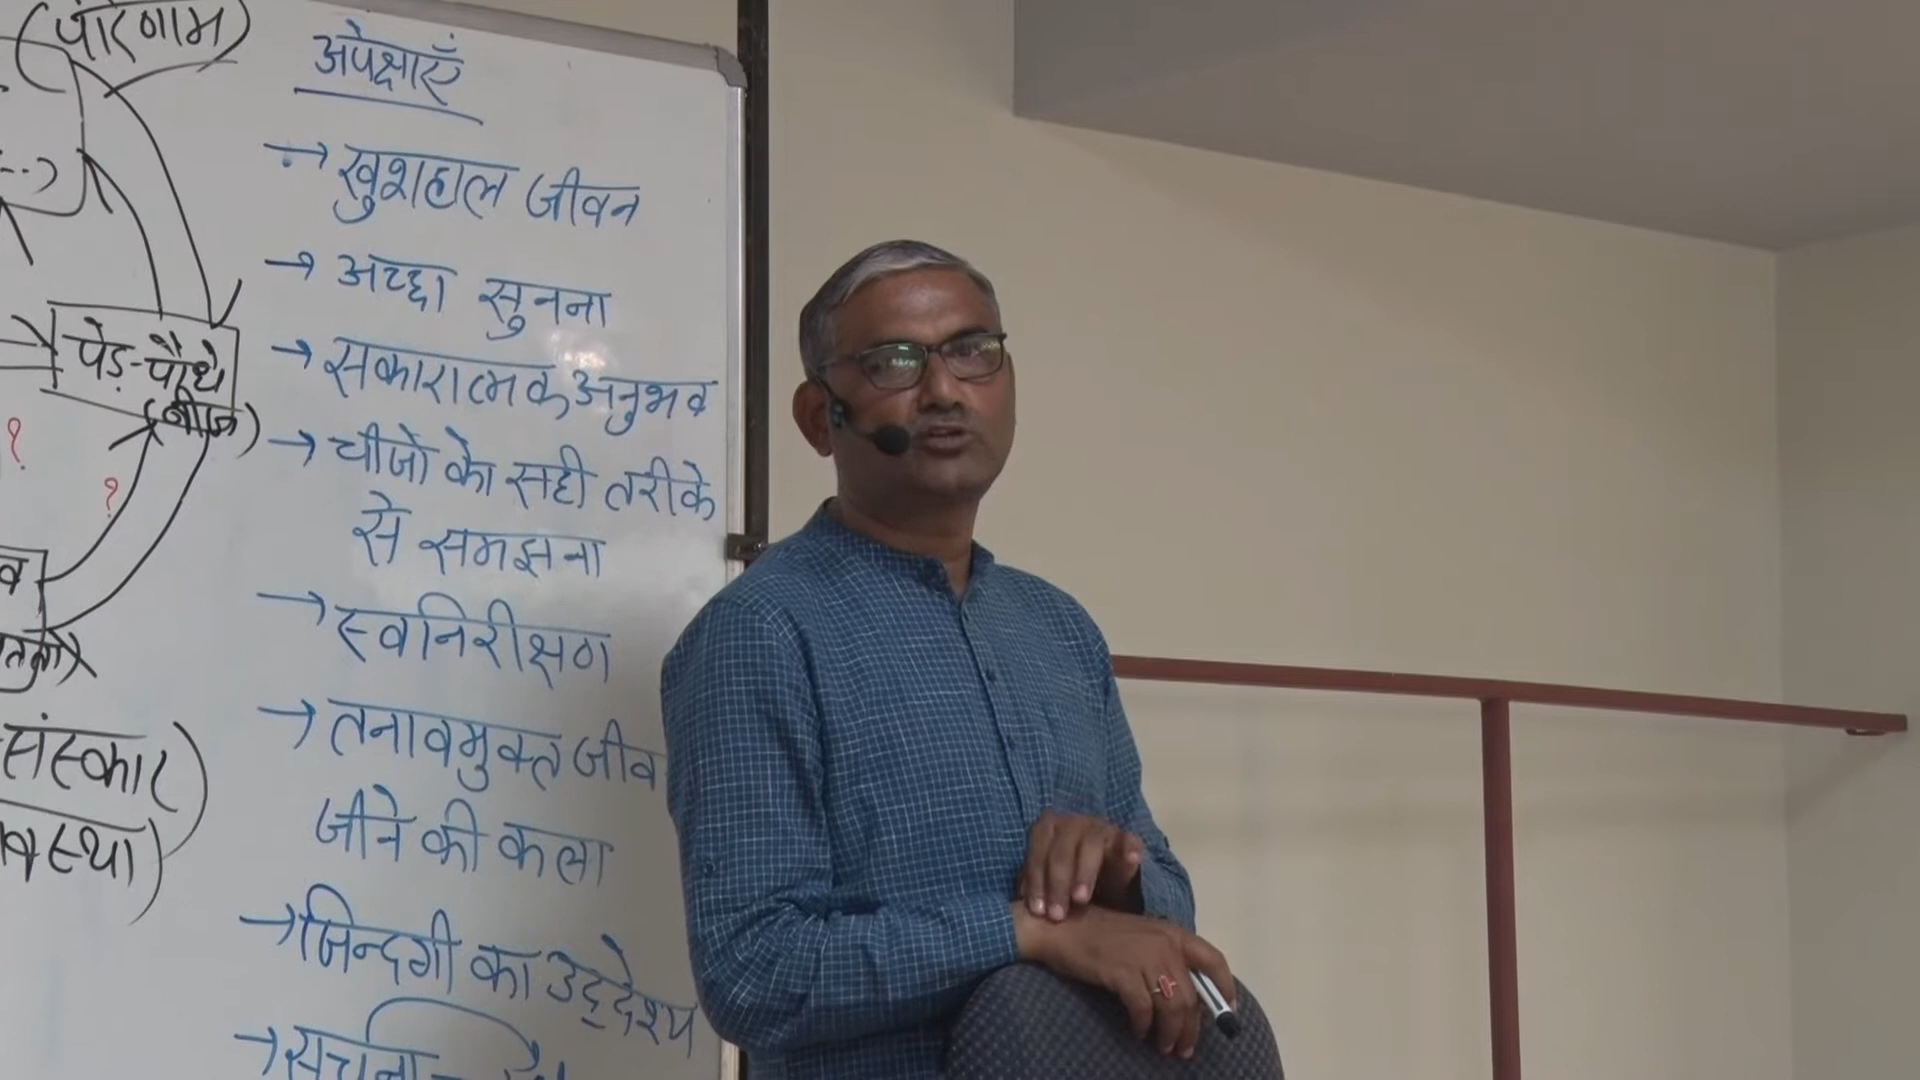 (परिणाम)
अपेक्षाएँ
→ खुशहाल जीवन
→ अच्छा सुनना
→ सकारात्मक अनुभव
→ चीजों को सही तरीके
से समझना
→ स्वनिरीक्षण
→ तनावमुक्त जीव
जीने की कला
→ जिन्दगी का उद्देश्य
पेड़-पौधे
(बीज)
?
?
व
संस्कार)